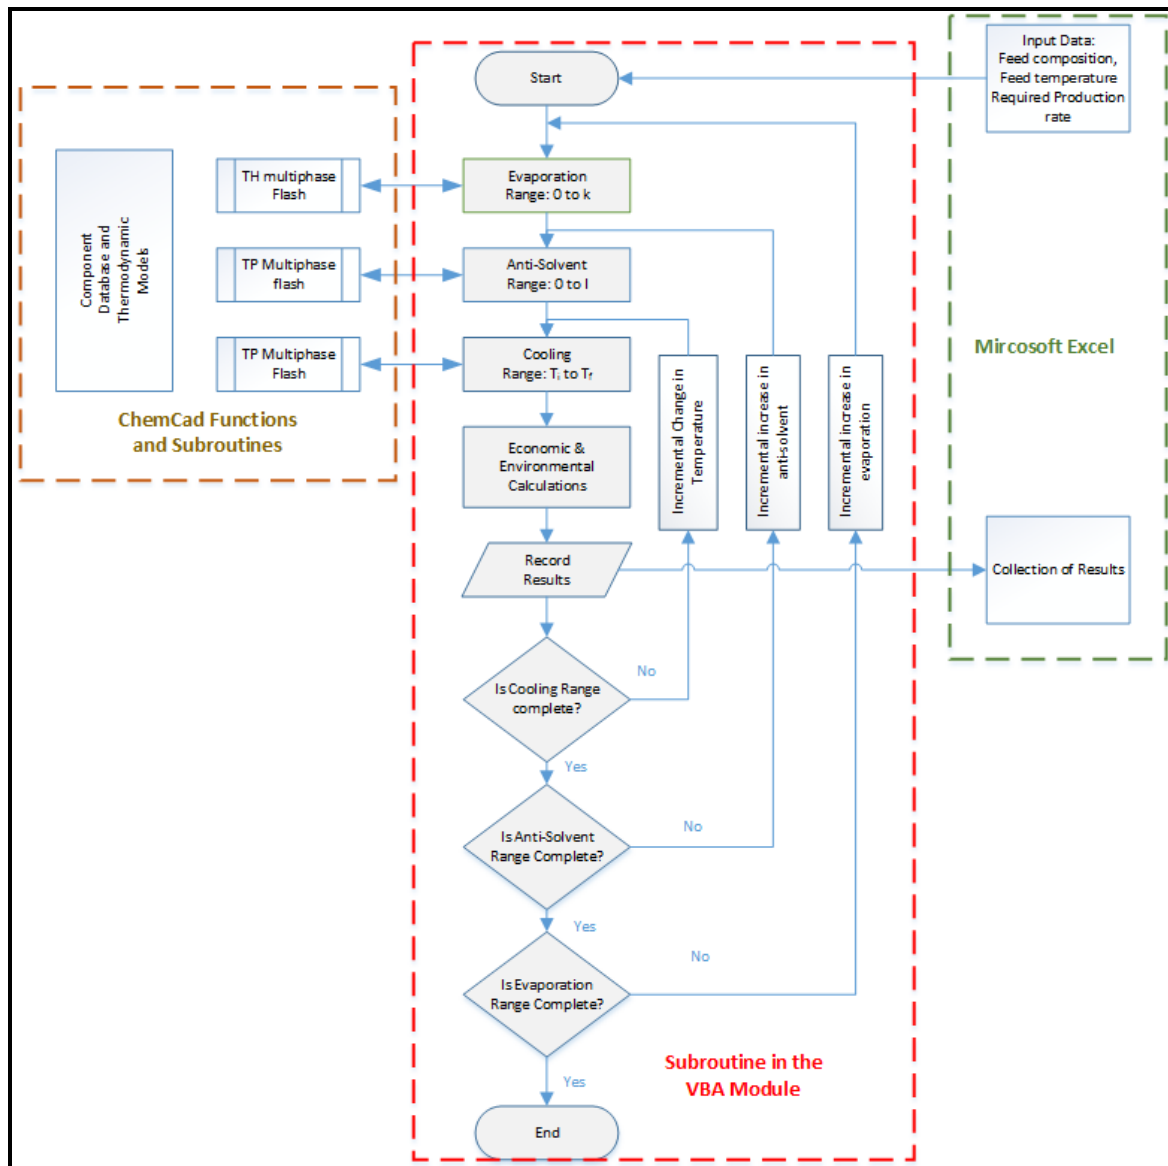 Input Data:
Feed composition,
Feed temperature
Required Production
rate
Start
Evaporation
Range: 0 to k
TH multiphase
Flash
Anti-Solvent
Range: 0 to l
TP Multiphase
flash
Cooling
Range: Tᵢ to T_f
TP Multiphase
Flash
Component
Database and
Thermodynamic
Models
ChemCad Functions
and Subroutines
Mircosoft Excel
Economic &
Environmental
Calculations
Incremental Change in
Temperature
Incremental increase in
anti-solvent
Incremental increase in
evaporation
Record
Results
Collection of Results
Is Cooling Range
complete?
No
Yes
Is Anti-Solvent
Range Complete?
No
Yes
Is Evaporation
Range Complete?
No
Yes
Subroutine in the
VBA Module
End